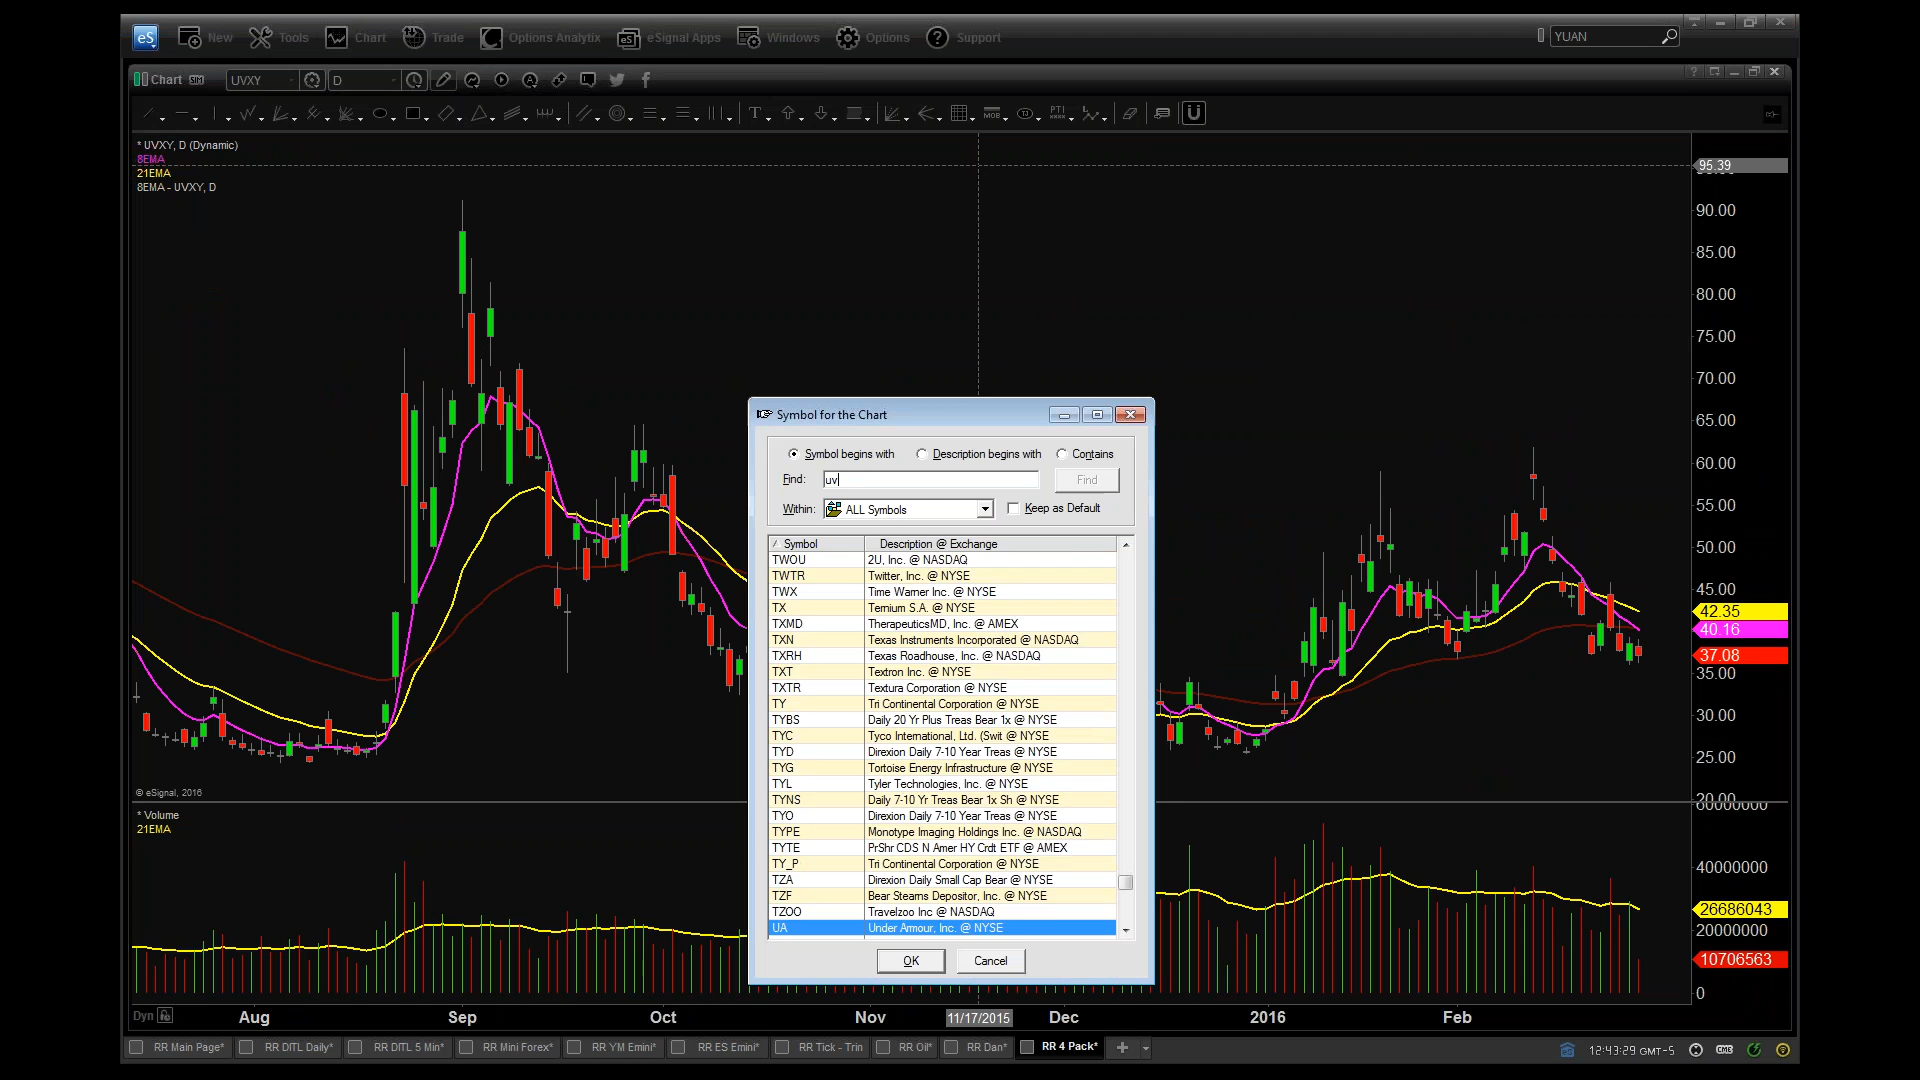 eS New Tools Chart Trade Options Analytix eSignal Apps Windows Options Support YUAN
Chart SIM UVXY D
* UVXY, D (Dynamic)
8EMA
21EMA
8EMA - UVXY, D
95.39
90.00
85.00
80.00
75.00
70.00
65.00
60.00
55.00
50.00
45.00
42.35
40.16
37.08
35.00
30.00
25.00
20.00
Symbol for the Chart
Symbol begins with Description begins with Contains
Find: uv Find
Within: ALL Symbols Keep as Default
Symbol Description @ Exchange
TWOU 2U, Inc. @ NASDAQ
TWTR Twitter, Inc. @ NYSE
TWX Time Warner Inc. @ NYSE
TX Ternium S.A. @ NYSE
TXMD TherapeuticsMD, Inc. @ AMEX
TXN Texas Instruments Incorporated @ NASDAQ
TXRH Texas Roadhouse, Inc. @ NASDAQ
TXT Textron Inc. @ NYSE
TXTR Textura Corporation @ NYSE
TY Tri Continental Corporation @ NYSE
TYBS Daily 20 Yr Plus Treas Bear 1x @ NYSE
TYC Tyco International, Ltd. (Swit @ NYSE
TYD Direxion Daily 7-10 Year Treas @ NYSE
TYG Tortoise Energy Infrastructure @ NYSE
TYL Tyler Technologies, Inc. @ NYSE
TYNS Daily 7-10 Yr Treas Bear 1x Sh @ NYSE
TYO Direxion Daily 7-10 Year Treas @ NYSE
TYPE Monotype Imaging Holdings Inc. @ NASDAQ
TYTE PrShr CDS N Amer HY Crdt ETF @ AMEX
TY_P Tri Continental Corporation @ NYSE
TZA Direxion Daily Small Cap Bear @ NYSE
TZF Bear Stearns Depositor, Inc. @ NYSE
TZOO Travelzoo Inc @ NASDAQ
UA Under Armour, Inc. @ NYSE
OK Cancel
© eSignal, 2016
* Volume
21EMA
60000000
40000000
26686043
20000000
10706563
0
Dyn Aug Sep Oct Nov 11/17/2015 Dec 2016 Feb
RR Main Page* RR DITL Daily* RR DITL 5 Min* RR Mini Forex* RR YM Emini* RR ES Emini* RR Tick - Trin RR Oil* RR Dan* RR 4 Pack* 12:43:29 GMT-5 CME